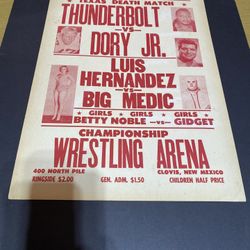 TEXAS DEATH MATCH
THUNDERBOLT
-VS-
DORY JR.
LUIS
HERNANDEZ
-VS-
BIG MEDIC
GIRLS ★ GIRLS ★ GIRLS
BETTY NOBLE -vs- GIDGET
CHAMPIONSHIP
WRESTLING ARENA
400 NORTH PILE
CLOVIS, NEW MEXICO
RINGSIDE $2.00 GEN. ADM. $1.50 CHILDREN HALF PRICE